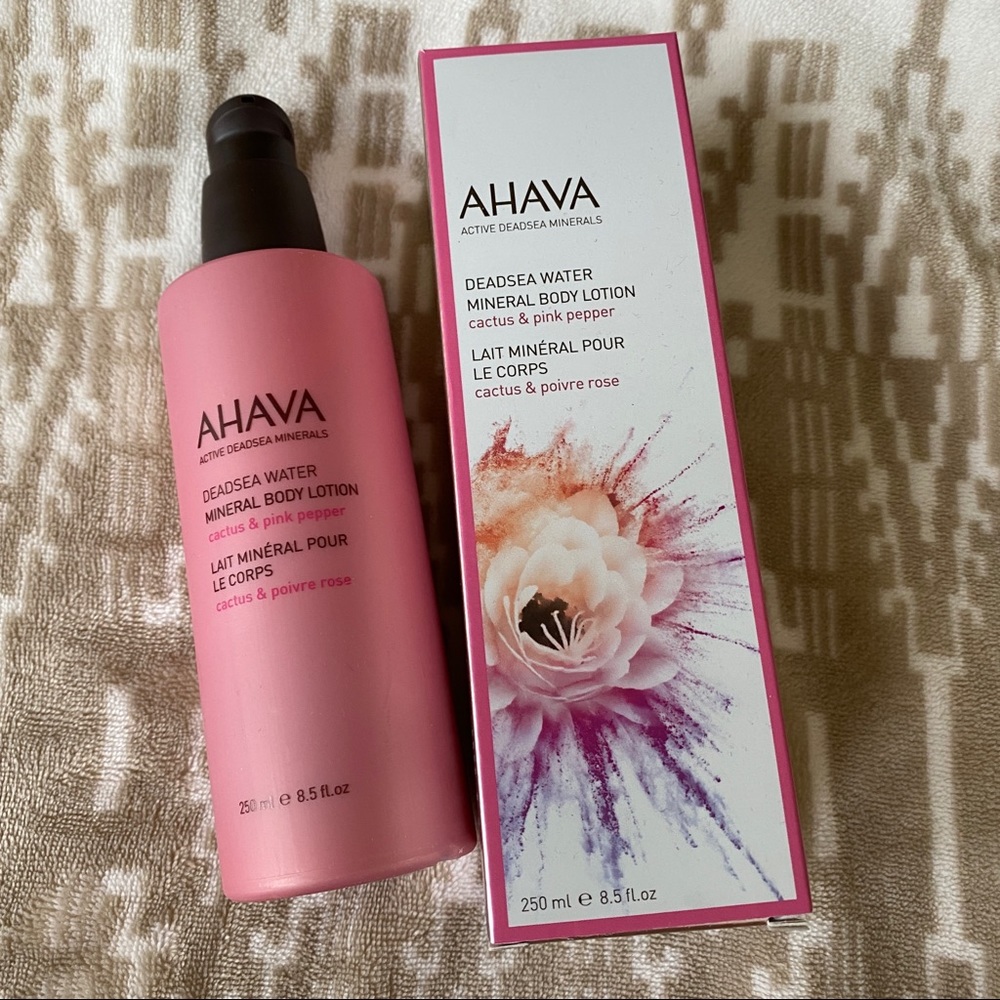 AHAVA
ACTIVE DEADSEA MINERALS
DEADSEA WATER
MINERAL BODY LOTION
cactus & pink pepper
LAIT MINÉRAL POUR
LE CORPS
cactus & poivre rose
250 ml e 8.5 fl.oz
AHAVA
ACTIVE DEADSEA MINERALS
DEADSEA WATER
MINERAL BODY LOTION
cactus & pink pepper
LAIT MINÉRAL POUR
LE CORPS
cactus & poivre rose
250 ml e 8.5 fl.oz